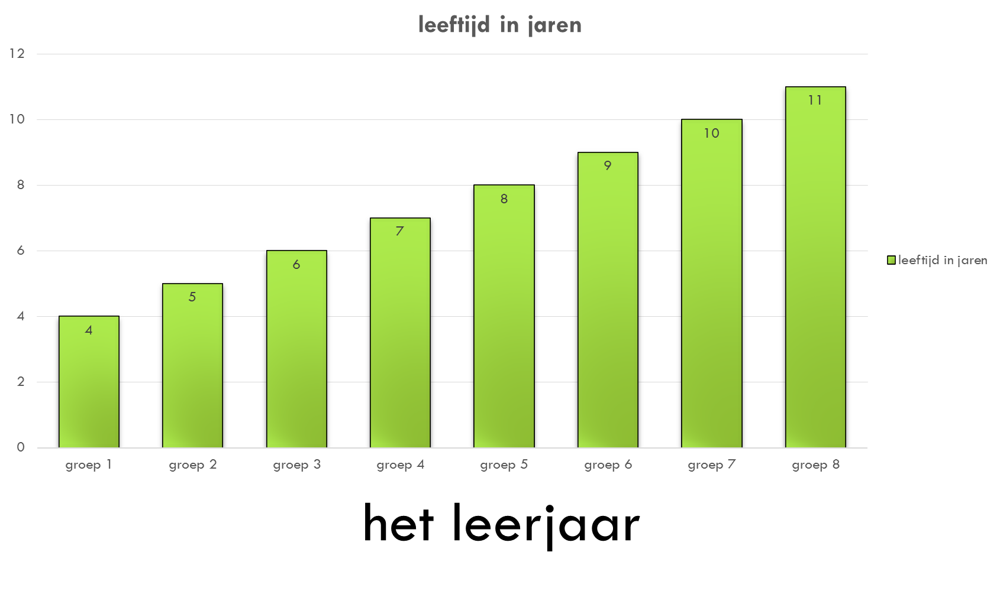 leeftijd in jaren
12
10
8
6
4
2
0
4
5
6
7
8
9
10
11
groep 1
groep 2
groep 3
groep 4
groep 5
groep 6
groep 7
groep 8
leeftijd in jaren
het leerjaar